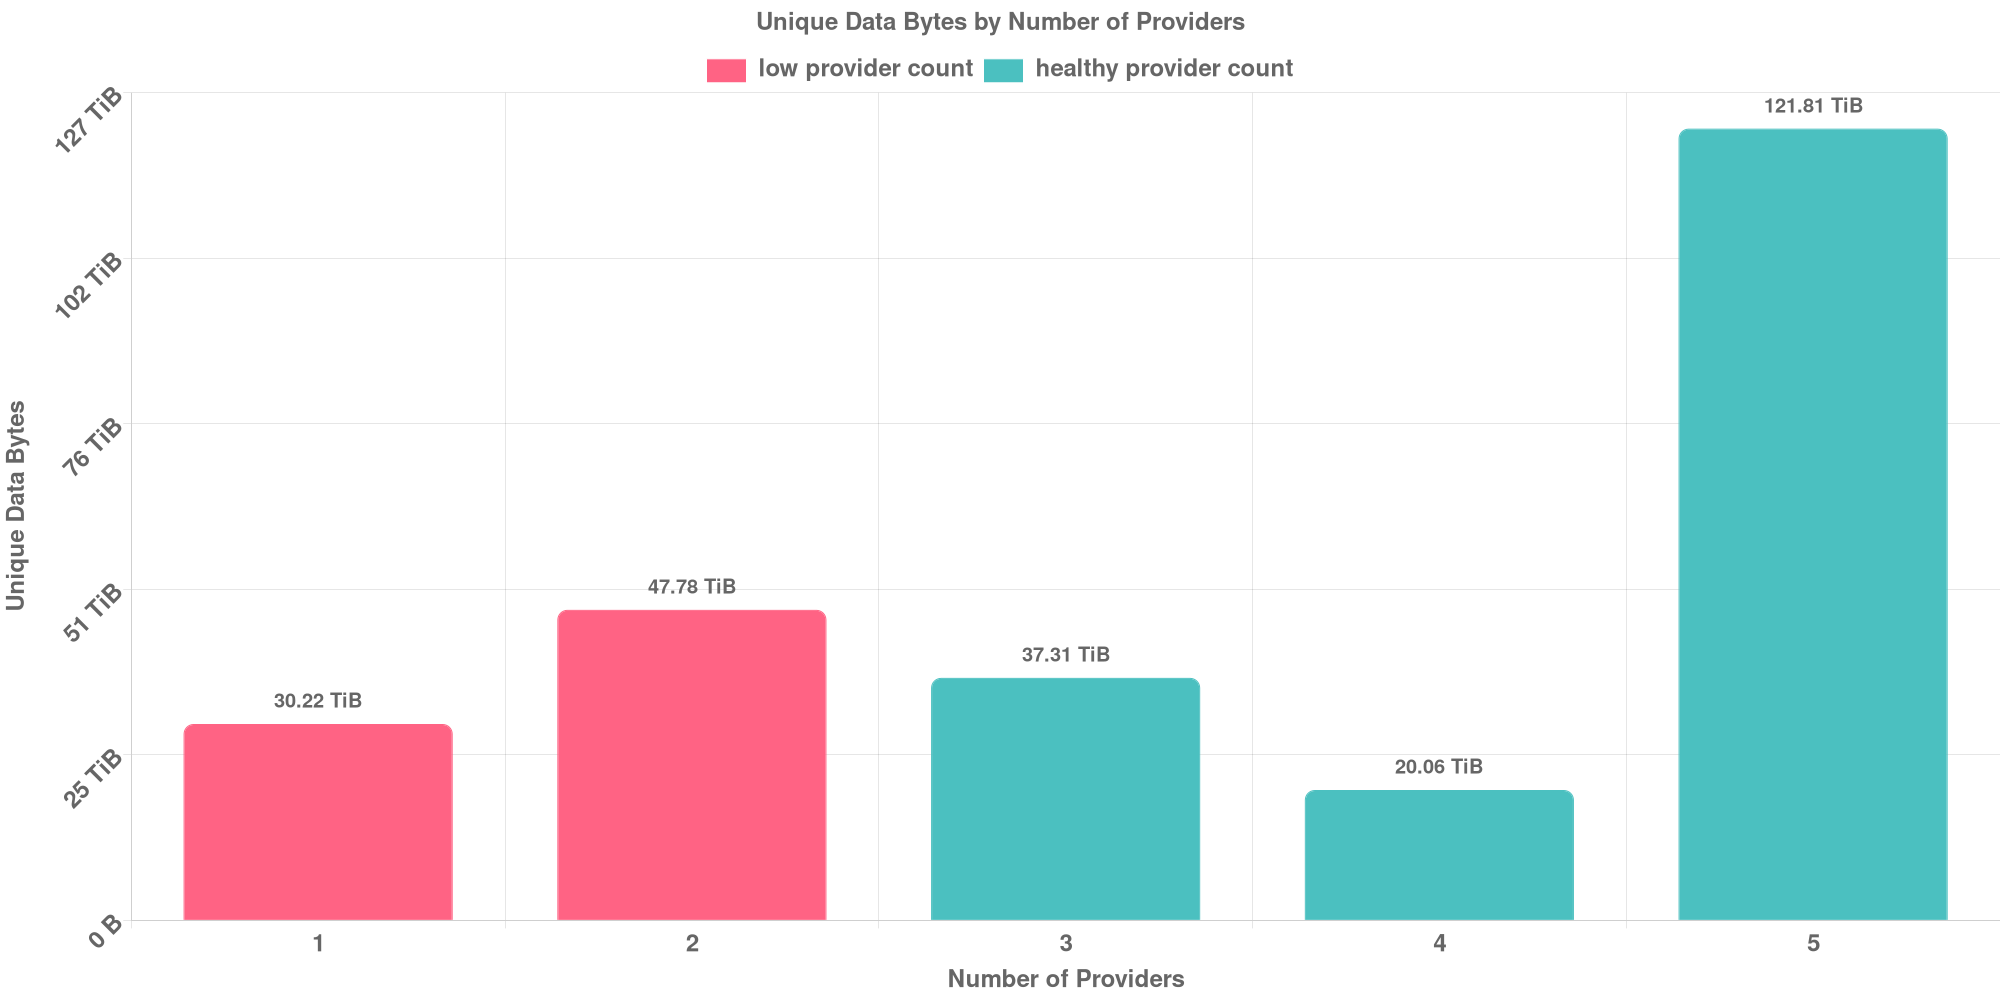 Unique Data Bytes by Number of Providers
low provider count
healthy provider count
127 TiB
102 TiB
76 TiB
51 TiB
25 TiB
0 B
Unique Data Bytes
30.22 TiB
47.78 TiB
37.31 TiB
20.06 TiB
121.81 TiB
1
2
3
4
5
Number of Providers